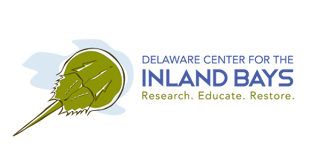 DELAWARE CENTER FOR THE
INLAND BAYS
Research. Educate. Restore.